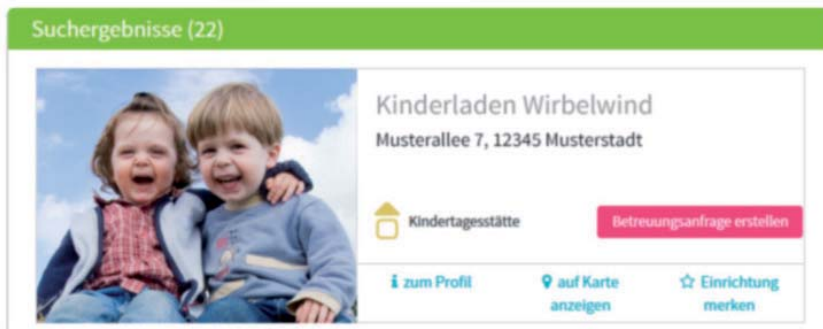 Suchergebnisse (22)
Kinderladen Wirbelwind
Musterallee 7, 12345 Musterstadt
Kindertagesstätte
Betreuungsanfrage erstellen
zum Profil
auf Karte
anzeigen
Einrichtung
merken